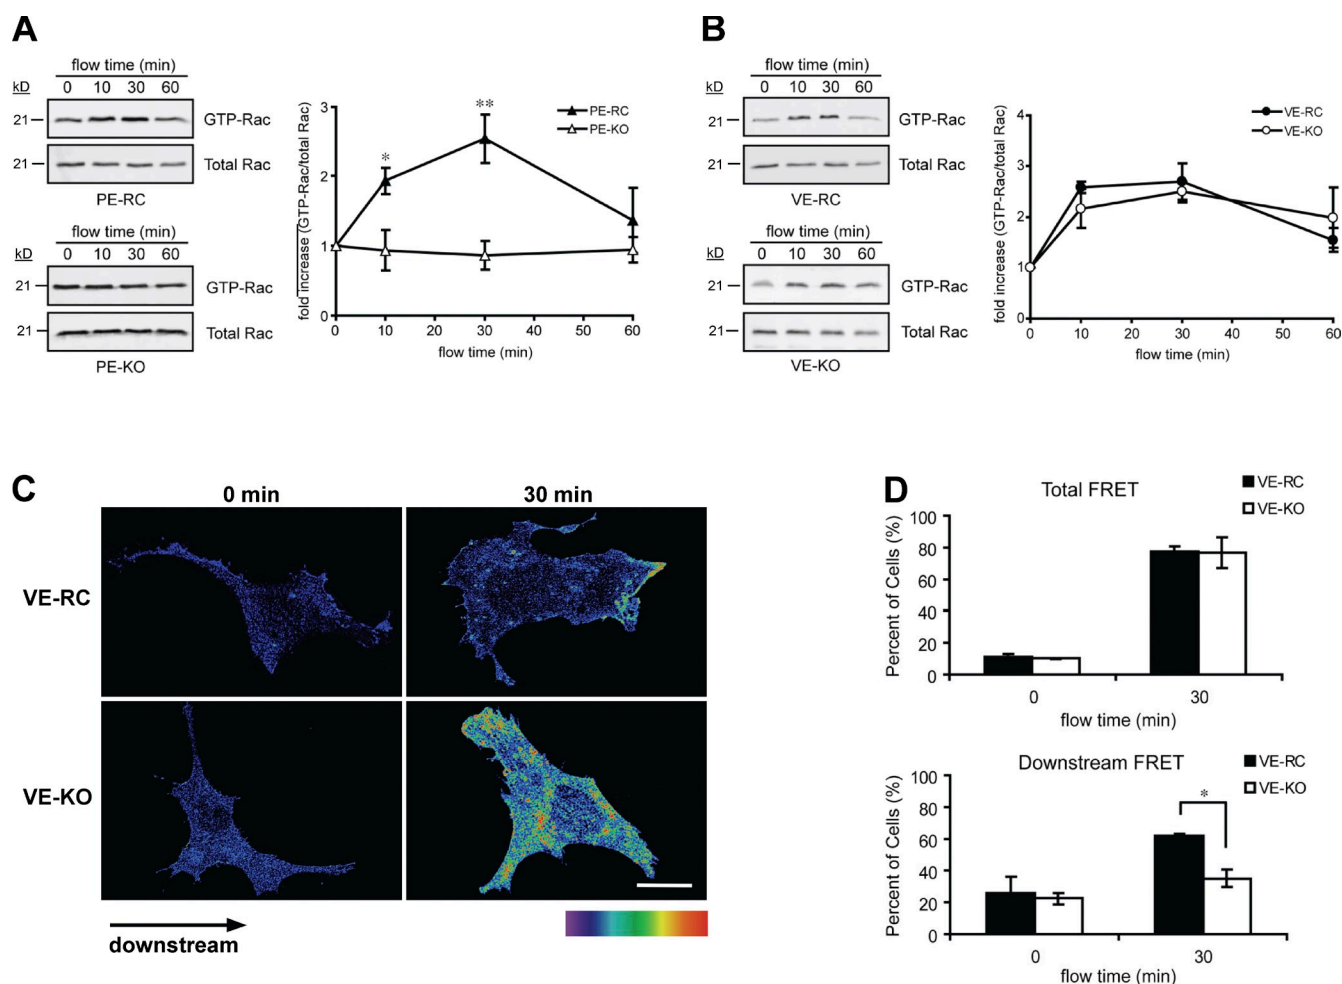 A
flow time (min)
kD 0 10 30 60
21 GTP-Rac
21 Total Rac
PE-RC
flow time (min)
kD 0 10 30 60
21 GTP-Rac
21 Total Rac
PE-KO
fold increase (GTP-Rac/total Rac)
3
2
1
0
* **
PE-RC
PE-KO
0 10 20 30 40 50 60
flow time (min)
B
flow time (min)
kD 0 10 30 60
21 GTP-Rac
21 Total Rac
VE-RC
flow time (min)
kD 0 10 30 60
21 GTP-Rac
21 Total Rac
VE-KO
fold increase (GTP-Rac/total Rac)
4
3
2
1
0
VE-RC
VE-KO
0 10 20 30 40 50 60
flow time (min)
C
0 min 30 min
VE-RC
VE-KO
downstream
D
Total FRET
VE-RC
VE-KO
Percent of Cells (%)
100
80
60
40
20
0
0 30
flow time (min)
Downstream FRET
VE-RC
VE-KO
Percent of Cells (%)
100
80
60
40
20
0
*
0 30
flow time (min)